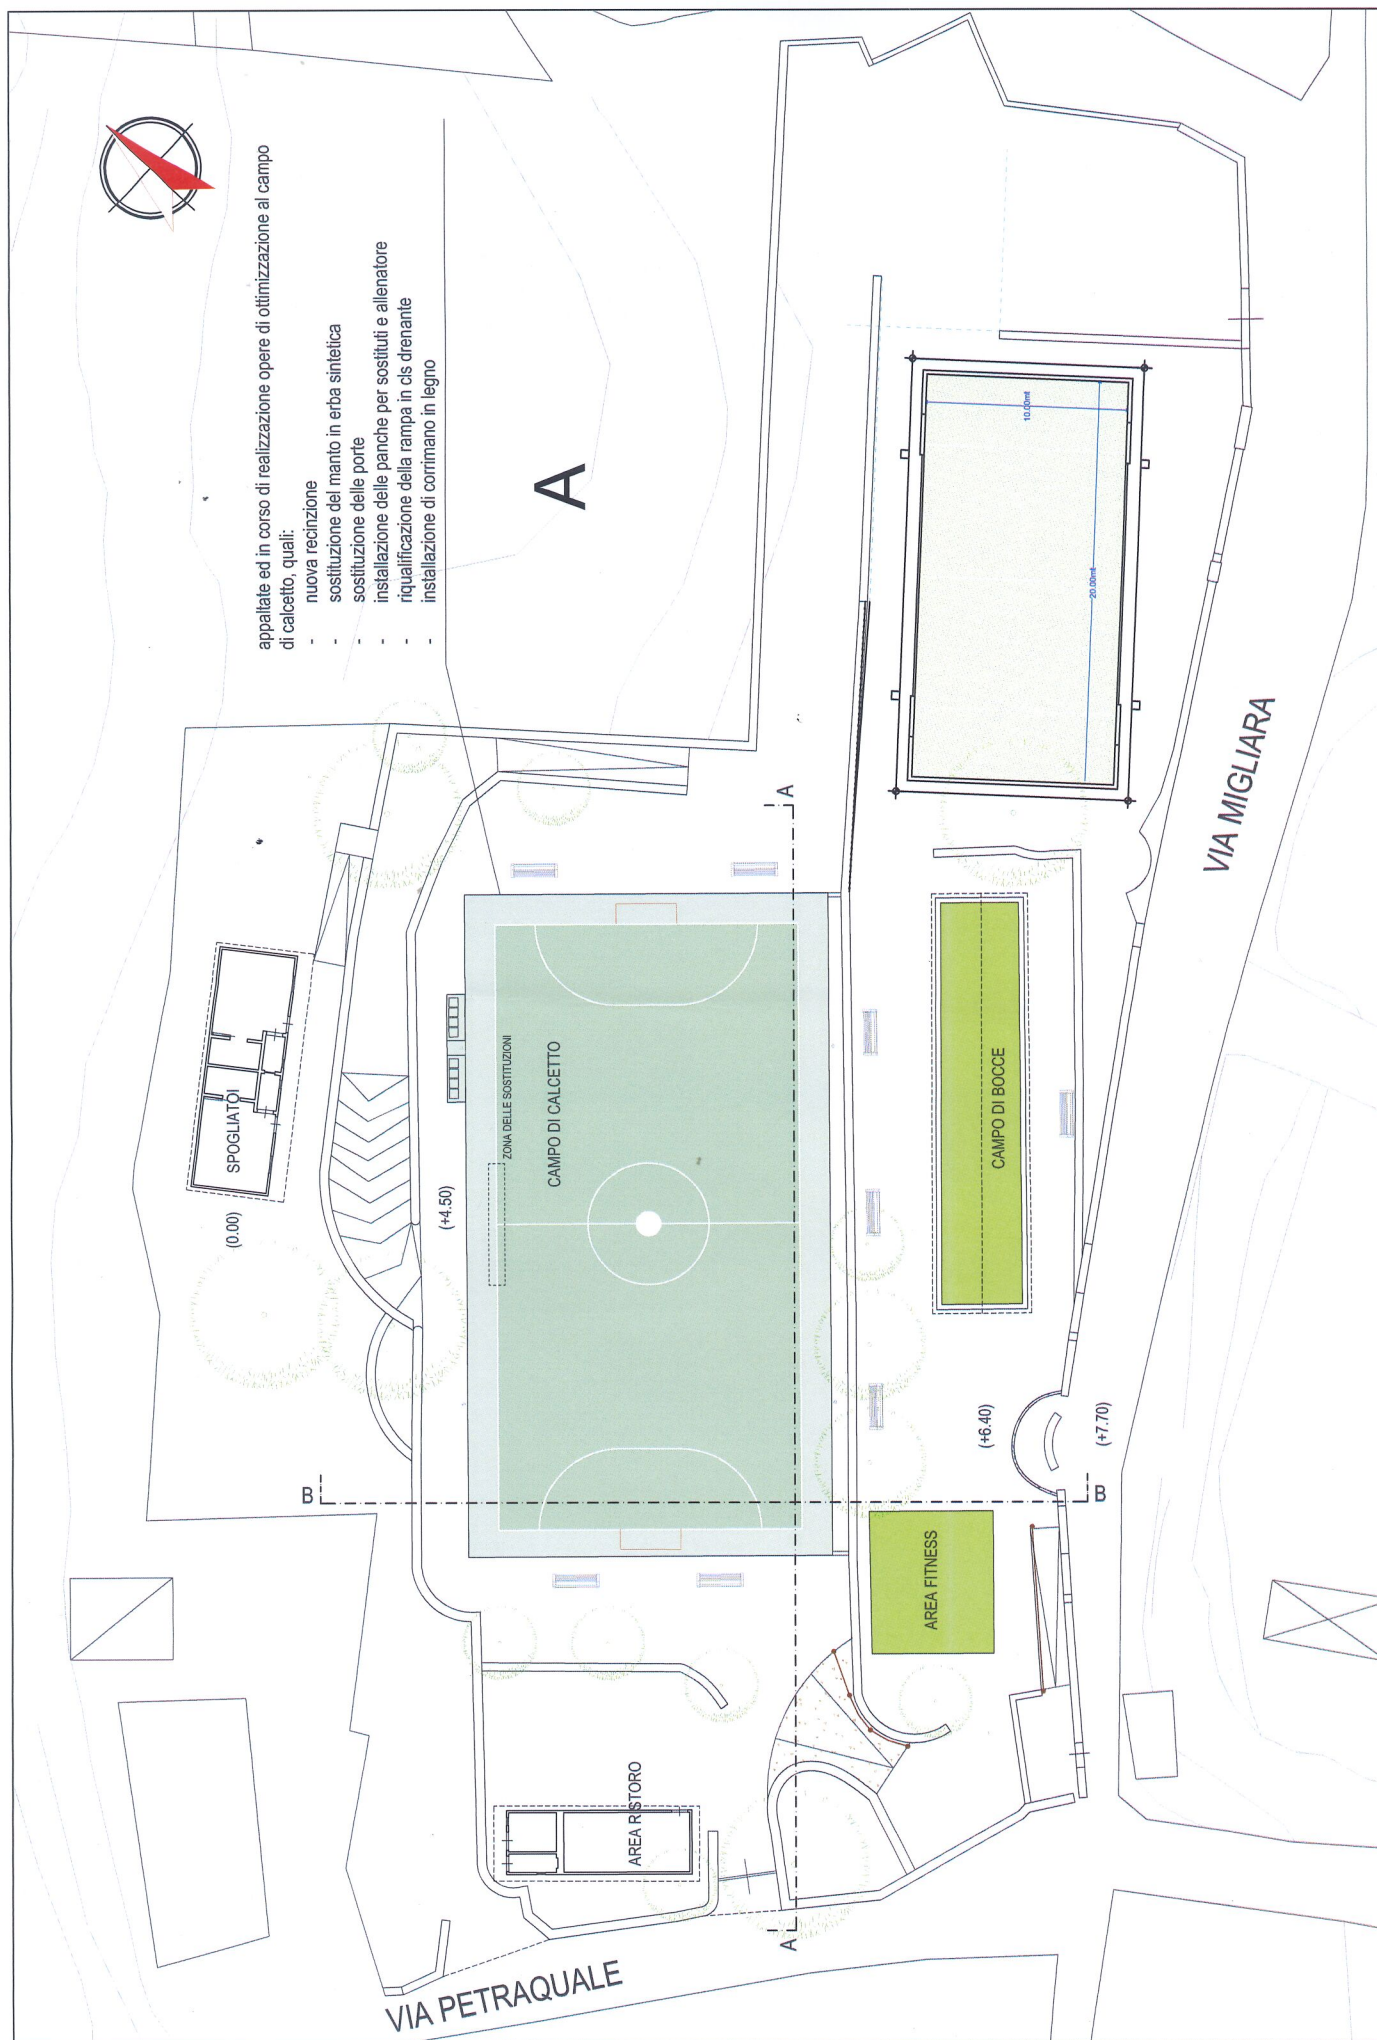 appaltate ed in corso di realizzazione opere di ottimizzazione al campo
di calcetto, quali:
- nuova recinzione
- sostituzione del manto in erba sintetica
- sostituzione delle porte
- installazione delle panche per sostituti e allenatore
- riqualificazione della rampa in cls drenante
- installazione di corrimano in legno
A
10.00mt
20.00mt
VIA MIGLIARA
A
SPOGLIATOI
(0.00)
(+4.50)
ZONA DELLE SOSTITUZIONI
CAMPO DI CALCETTO
CAMPO DI BOCCE
(+6.40)
(+7.70)
B
B
AREA FITNESS
AREA RISTORO
A
VIA PETRAQUALE